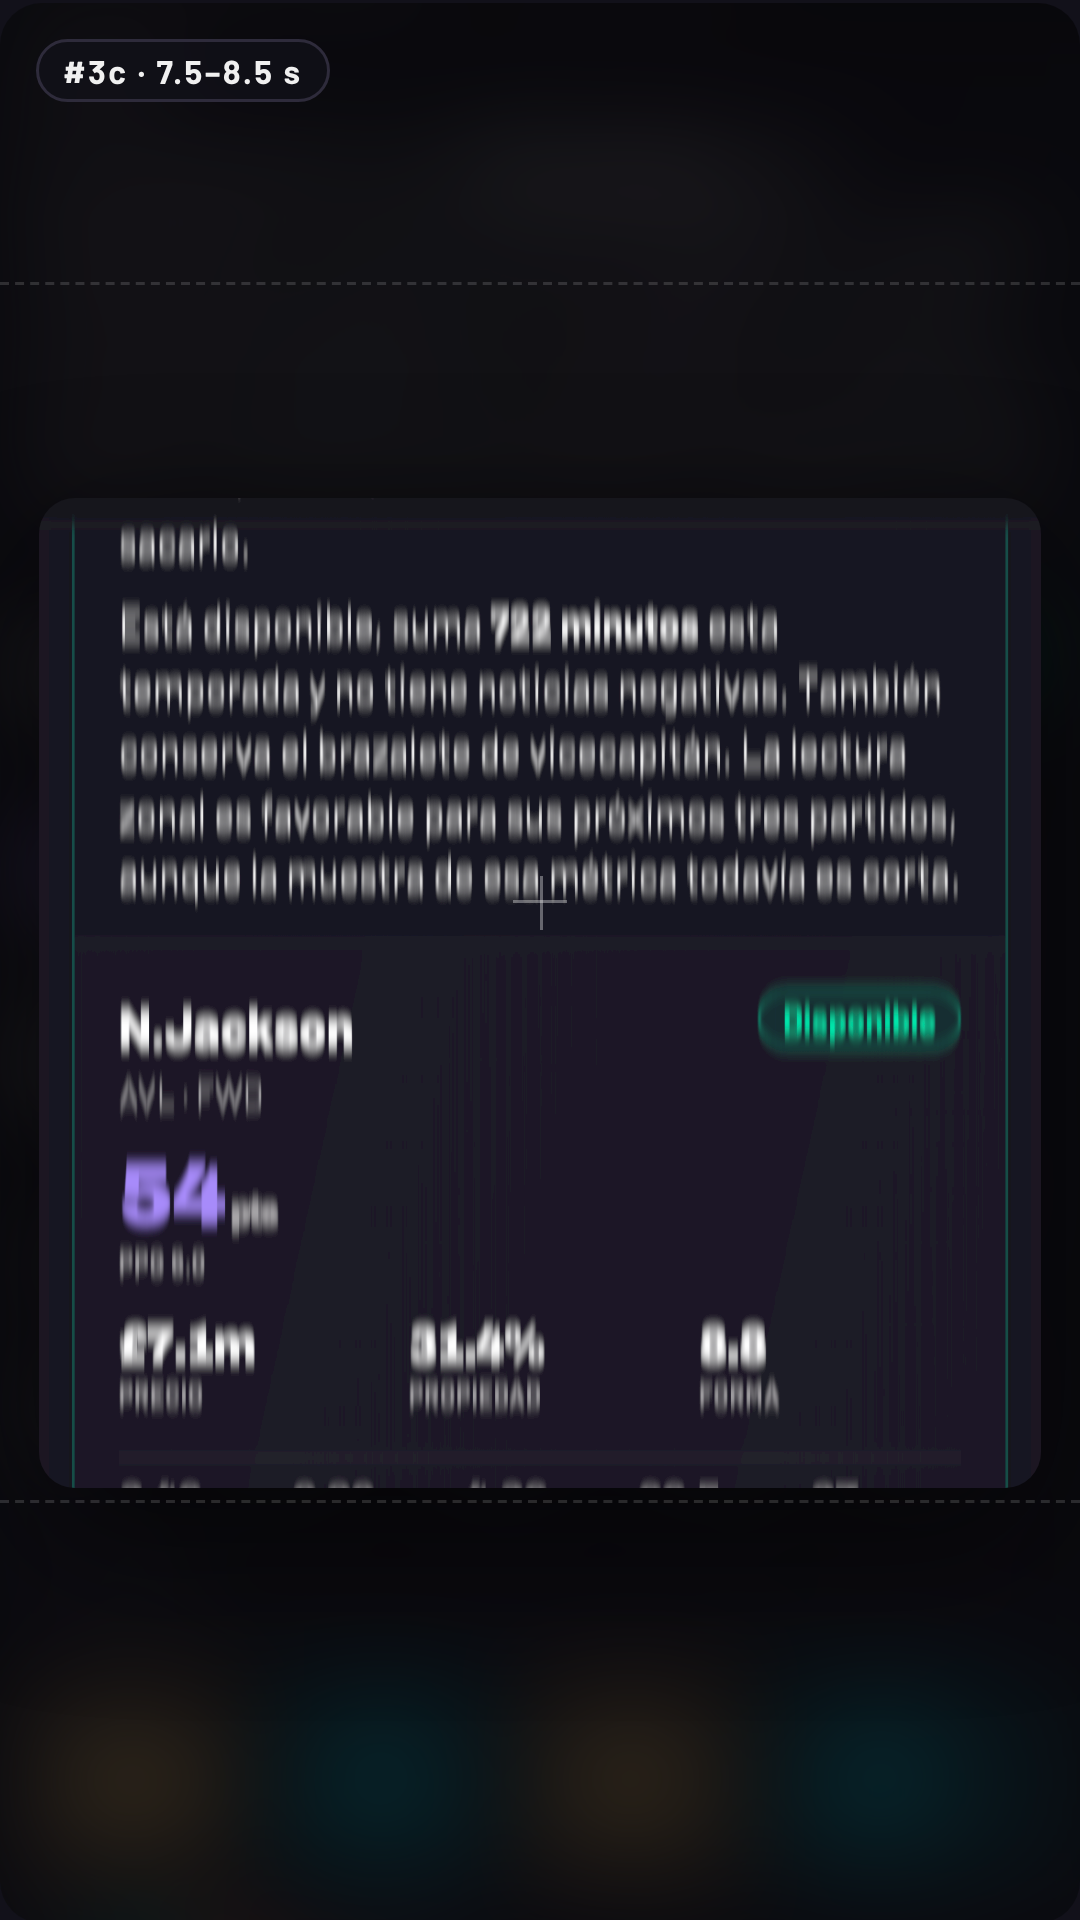 #3c · 7.5–8.5 s
sacarlo.
Está disponible, suma 722 minutos esta
temporada y no tiene noticias negativas. También
conserva el brazalete de vicecapitán. La lectura
zonal es favorable para sus próximos tres partidos,
aunque la muestra de esa métrica todavía es corta.
N.Jackson
Disponible
AVL · FWD
54 pts
£7.1m
31.4%
PRECIO
PROPIEDAD
FORMA